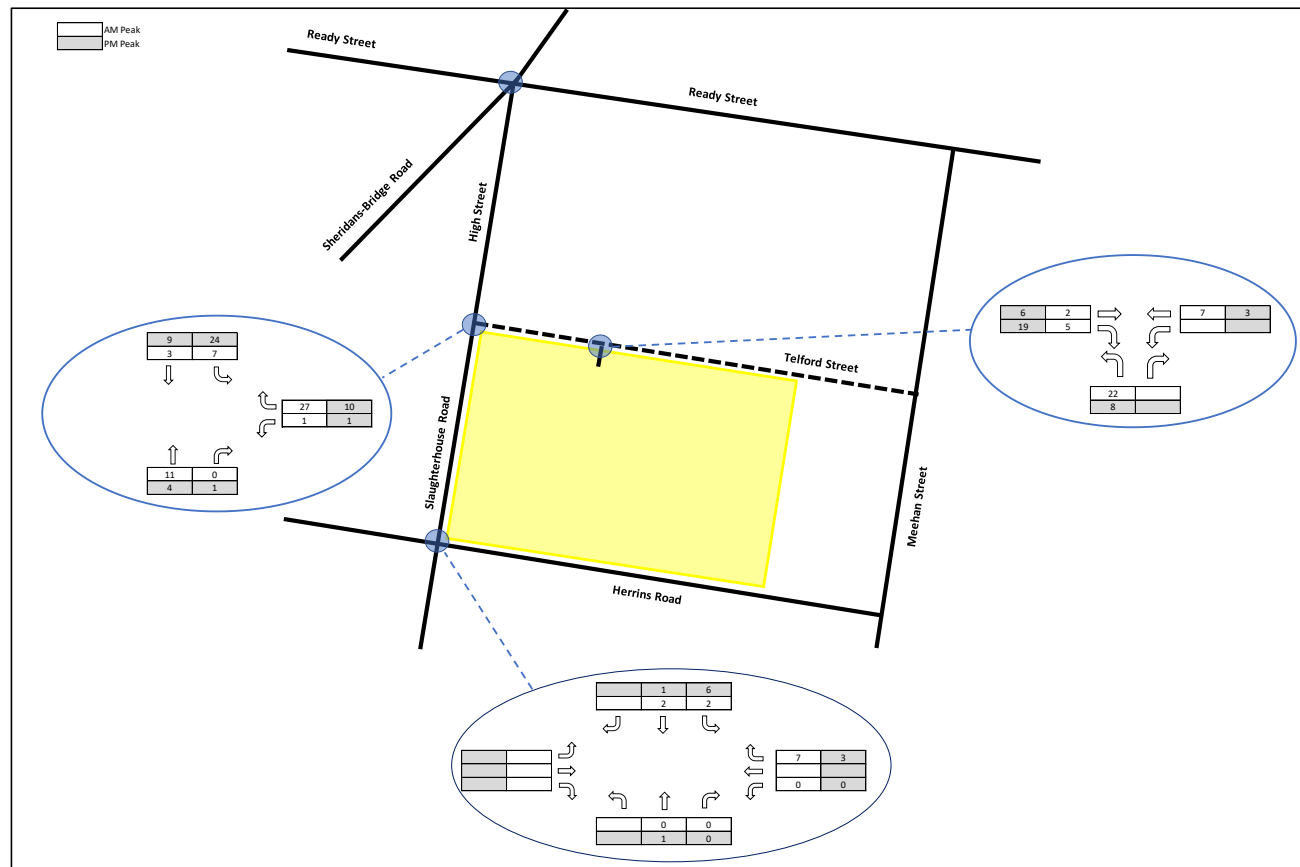 AM Peak
PM Peak
Ready Street
Ready Street
Sheridans-Bridge Road
High Street
Telford Street
Slaughterhouse Road
Meehan Street
Herrins Road
9 24
3 7
27 10
1 1
11 0
4 1
6 2
19 5
7 3
22
8
1 6
2 2
7 3
0 0
0 0
1 0